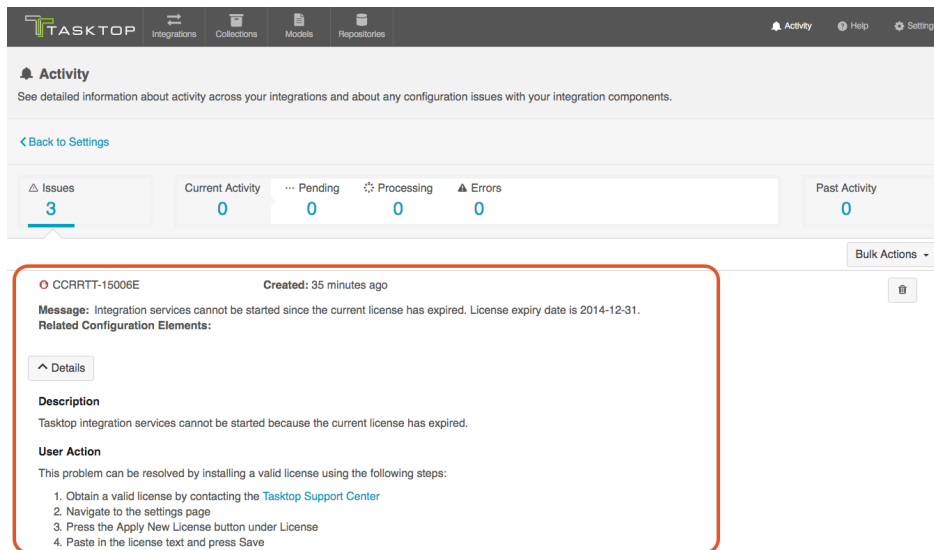 TASKTOP
Integrations
Collections
Models
Repositories
Activity
Help
Activity
See detailed information about activity across your integrations and about any configuration issues with your integration components.
Back to Settings
Issues
3
Current Activity
0
Pending
0
Processing
0
Errors
0
Past Activity
0
Bulk Actions
CCRRTT-15006E
Created: 35 minutes ago
Message: Integration services cannot be started since the current license has expired. License expiry date is 2014-12-31.
Related Configuration Elements:
Details
Description
Tasktop integration services cannot be started because the current license has expired.
User Action
This problem can be resolved by installing a valid license using the following steps:
1. Obtain a valid license by contacting the Tasktop Support Center
2. Navigate to the settings page
3. Press the Apply New License button under License
4. Paste in the license text and press Save